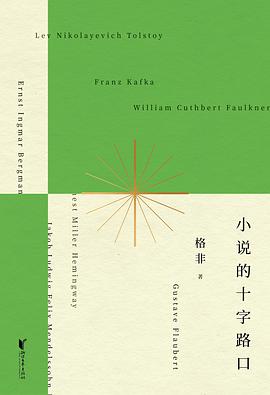 Lev Nikolayevich Tolstoy
Franz Kafka
William Cuthbert Faulkner
Ernst Ingmar Bergman
nest Miller Hemingway
Jakob Ludwig Felix Mendelssohn
Gustave Flaubert
小说的十字路口
格非 著